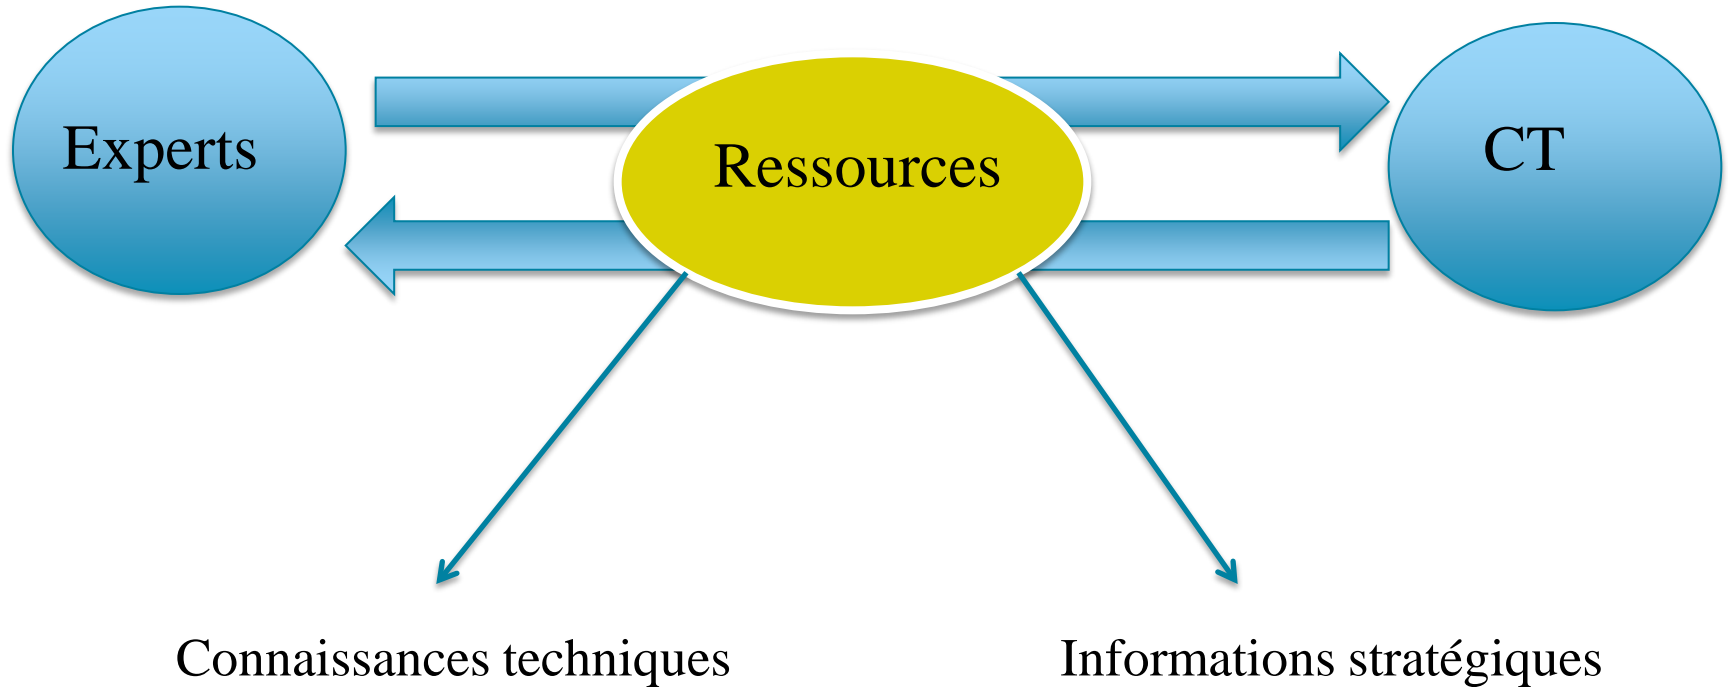 Experts
Ressources
CT
Connaissances techniques
Informations stratégiques